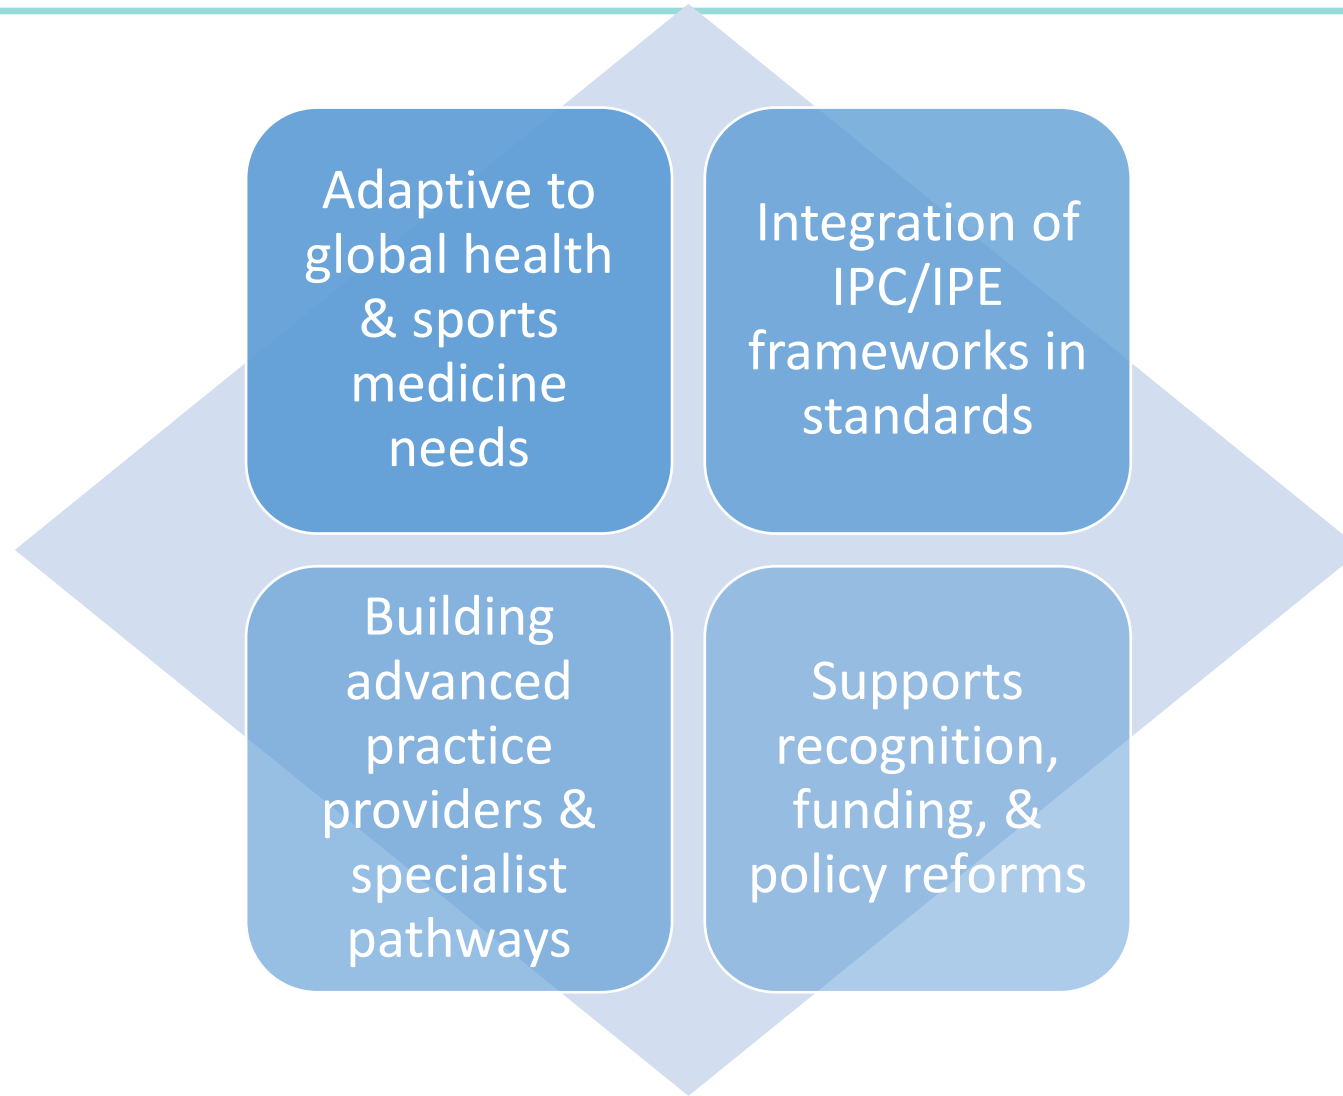 Adaptive to
global health
& sports
medicine
needs
Integration of
IPC/IPE
frameworks in
standards
Building
advanced
practice
providers &
specialist
pathways
Supports
recognition,
funding, &
policy reforms